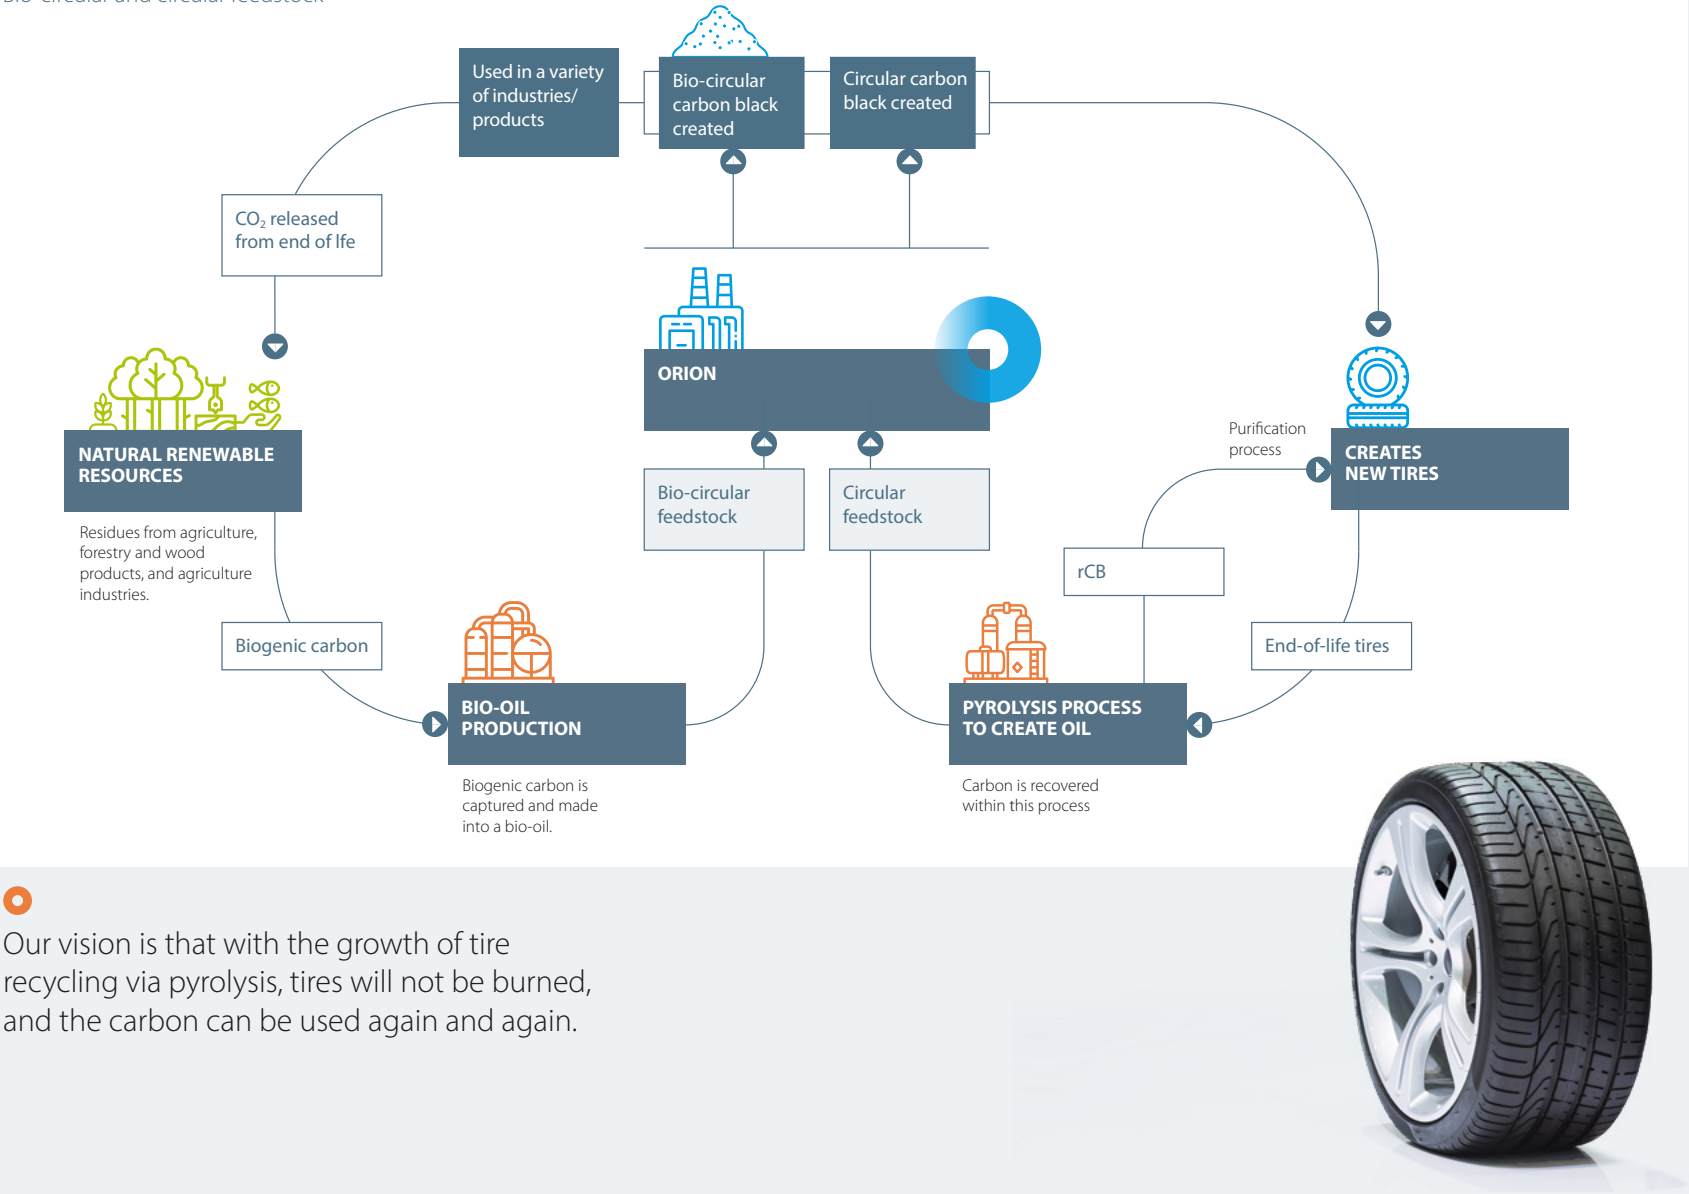 Bio-circular and circular feedstock
Used in a variety
of industries/
products
Bio-circular
carbon black
created
Circular carbon
black created
CO₂ released
from end of lfe
ORION
NATURAL RENEWABLE
RESOURCES
Residues from agriculture,
forestry and wood
products, and agriculture
industries.
Bio-circular
feedstock
Circular
feedstock
Purification
process
CREATES
NEW TIRES
rCB
Biogenic carbon
End-of-life tires
BIO-OIL
PRODUCTION
Biogenic carbon is
captured and made
into a bio-oil.
PYROLYSIS PROCESS
TO CREATE OIL
Carbon is recovered
within this process
Our vision is that with the growth of tire
recycling via pyrolysis, tires will not be burned,
and the carbon can be used again and again.